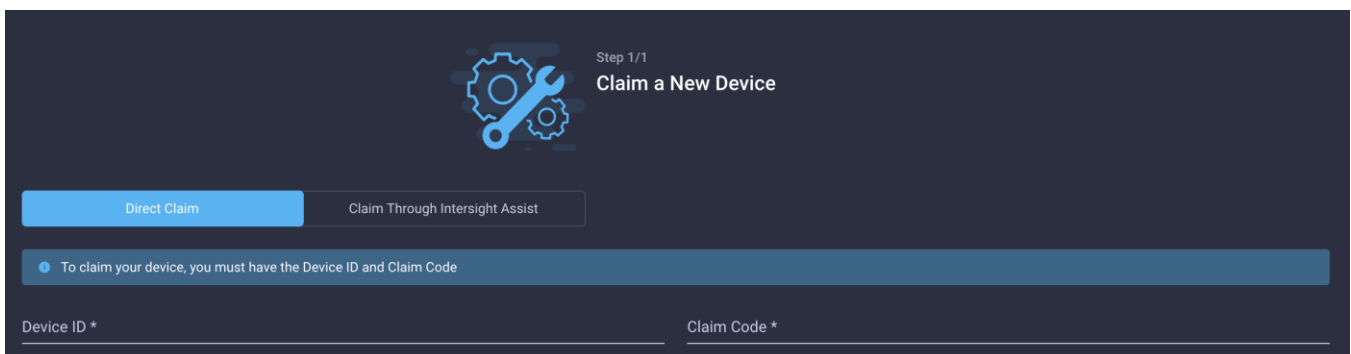 Step 1/1
Claim a New Device
Direct Claim
Claim Through Intersight Assist
To claim your device, you must have the Device ID and Claim Code
Device ID *
Claim Code *